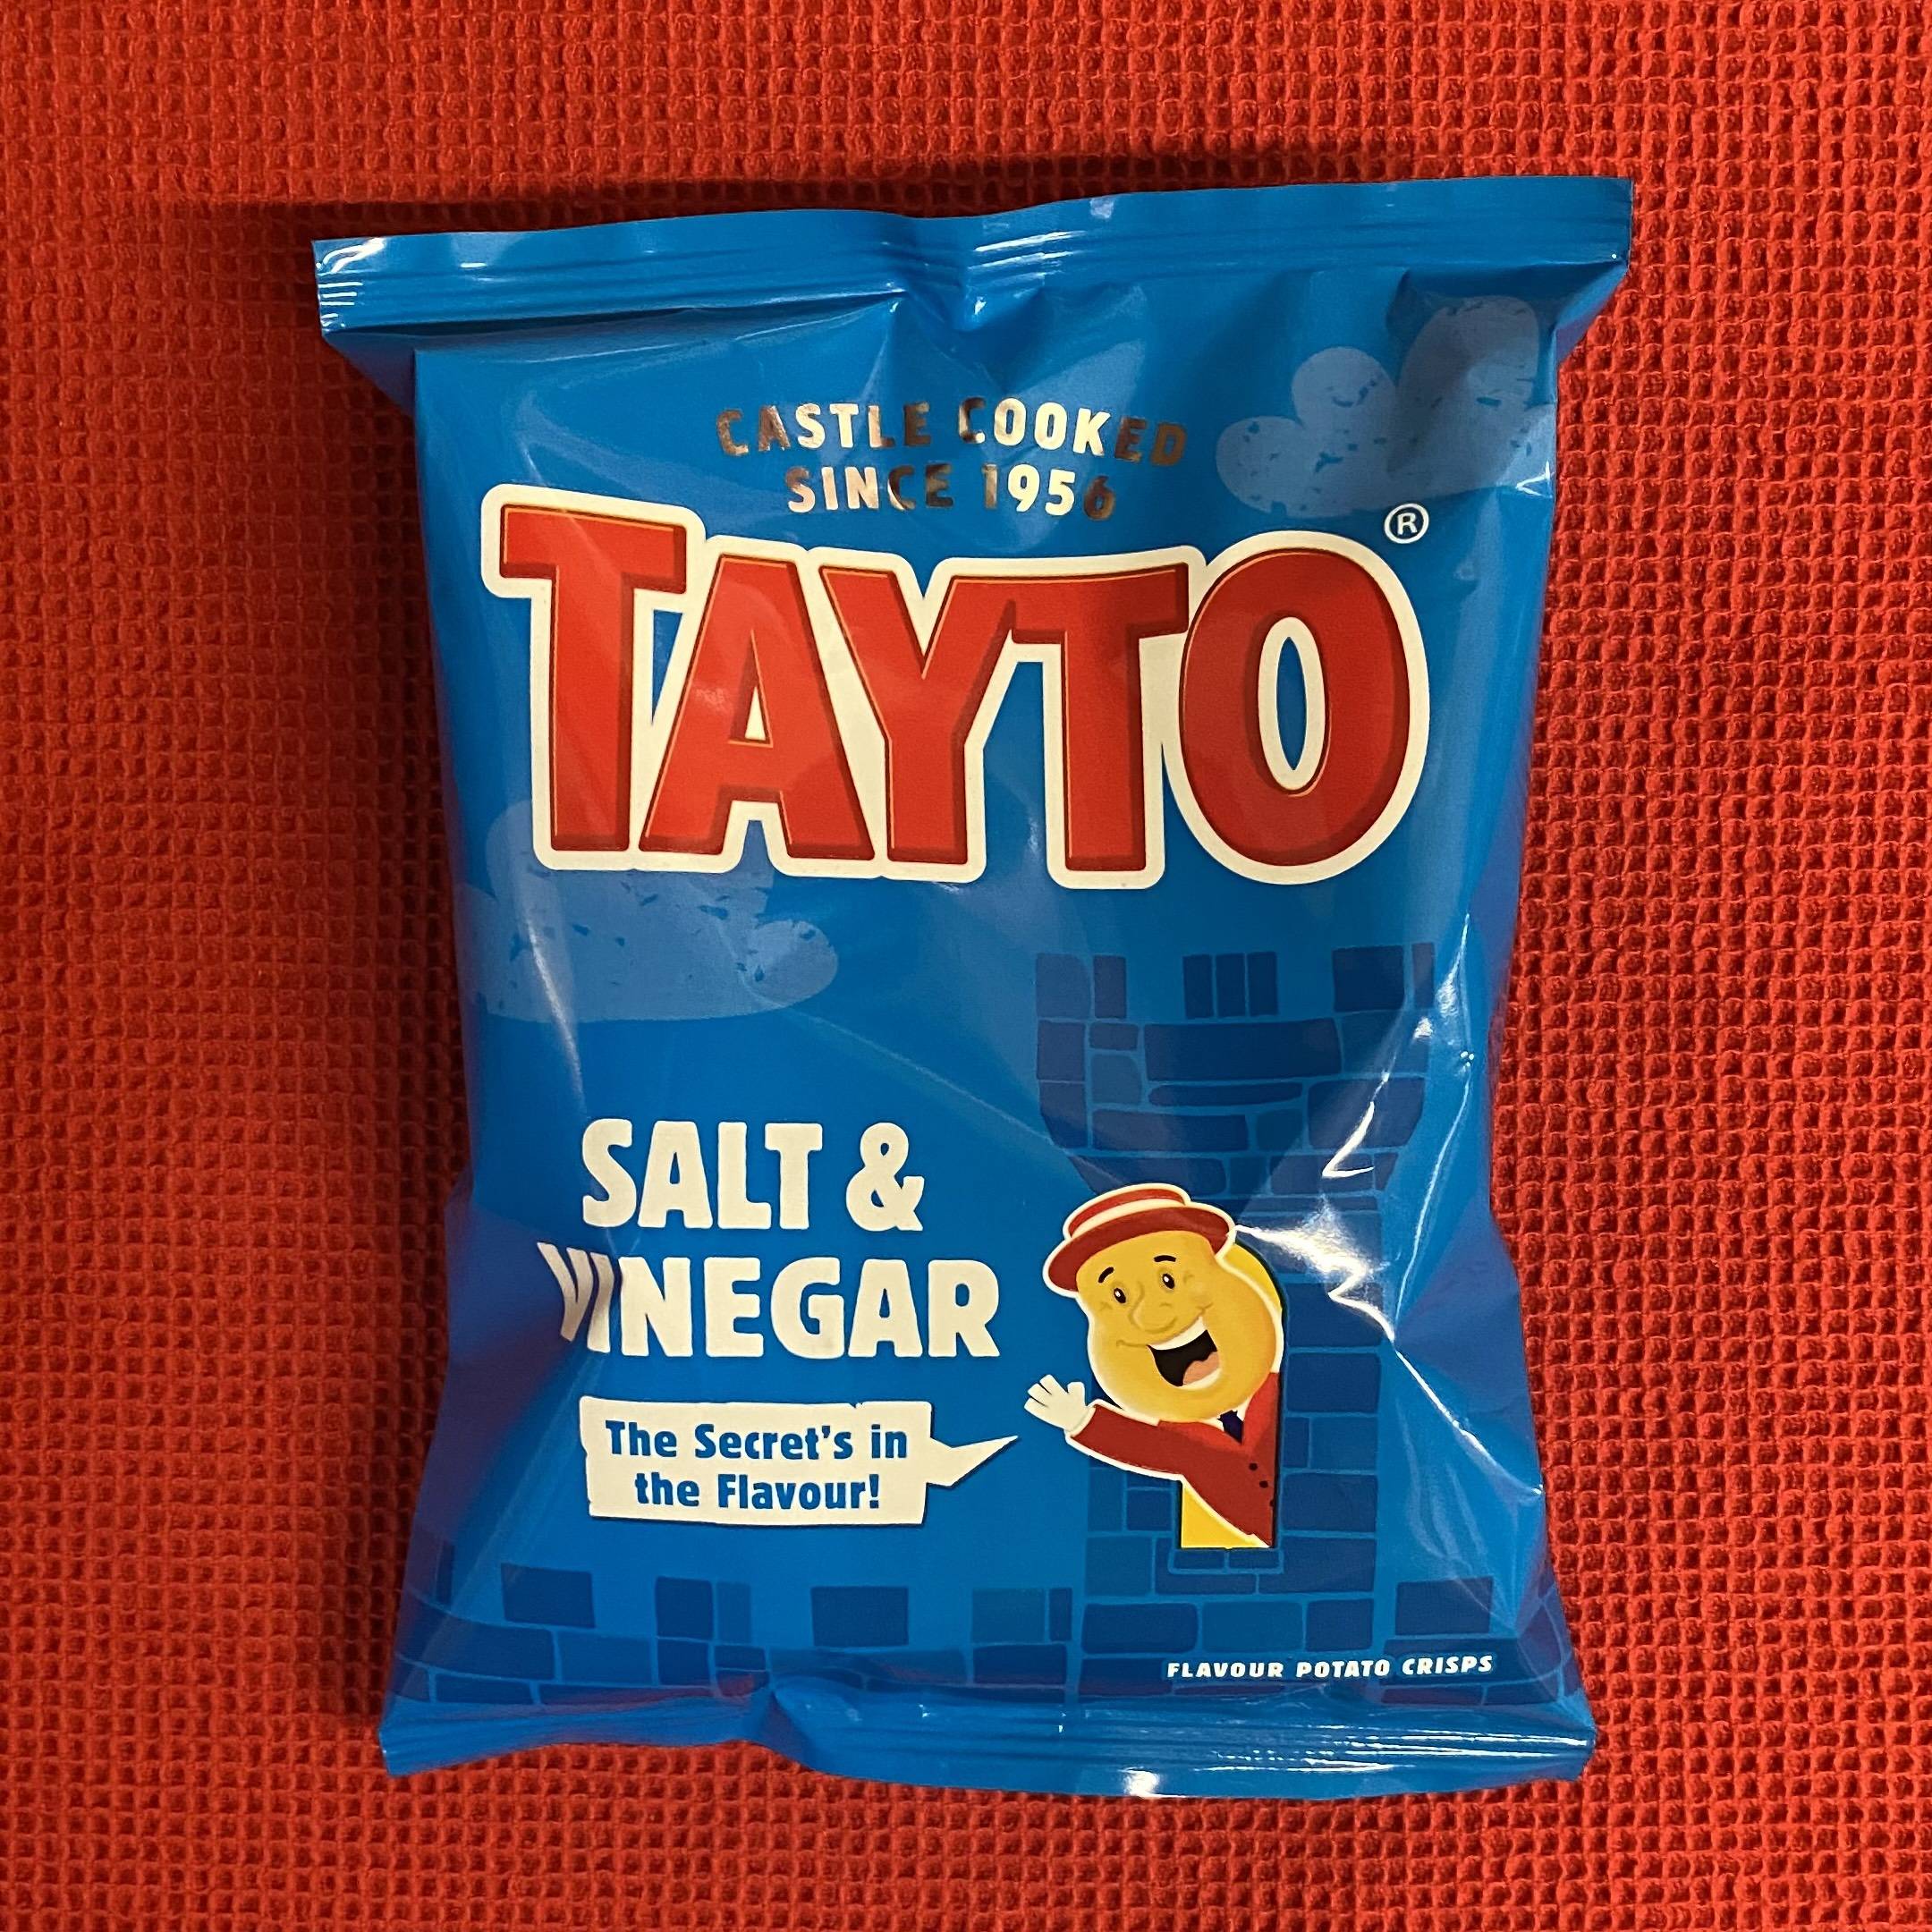 CASTLE COOKED
SINCE 1956
TAYTO®
SALT &
VINEGAR
The Secret's in
the Flavour!
FLAVOUR POTATO CRISPS